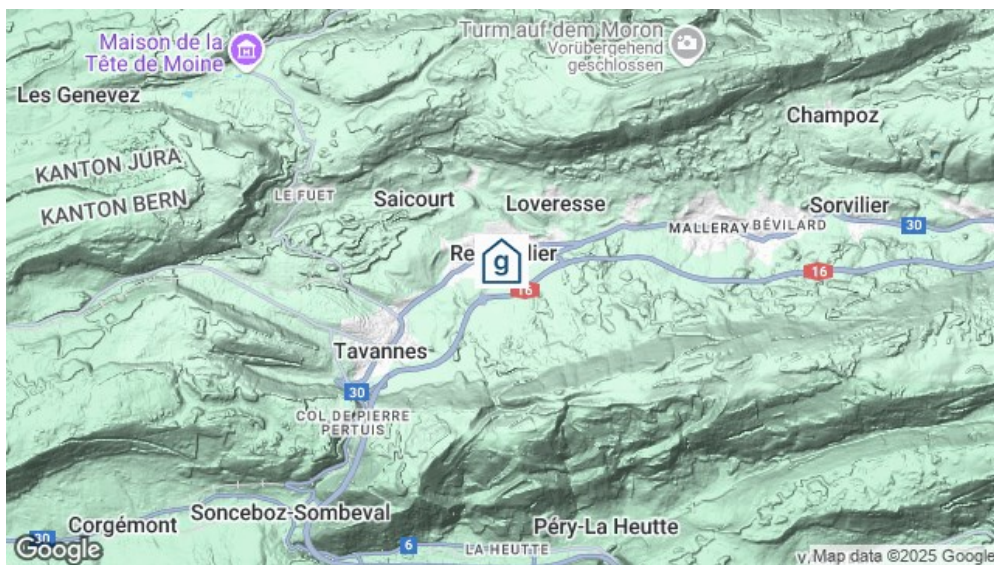 Maison de la
Tête de Moine
Turm auf dem Moron
Vorübergehend
geschlossen
Les Genevez
Champoz
KANTON JURA
KANTON BERN
LE FUET
Saicourt
Loveresse
Sorvilier
MALLERAY
BÉVILARD
30
g
16
16
Tavannes
30
COL DE PIERRE
PERTUIS
Corgémont
Sonceboz-Sombeval
Péry-La Heutte
30
6
LA HEUTTE
Google
Map data ©2025 Google